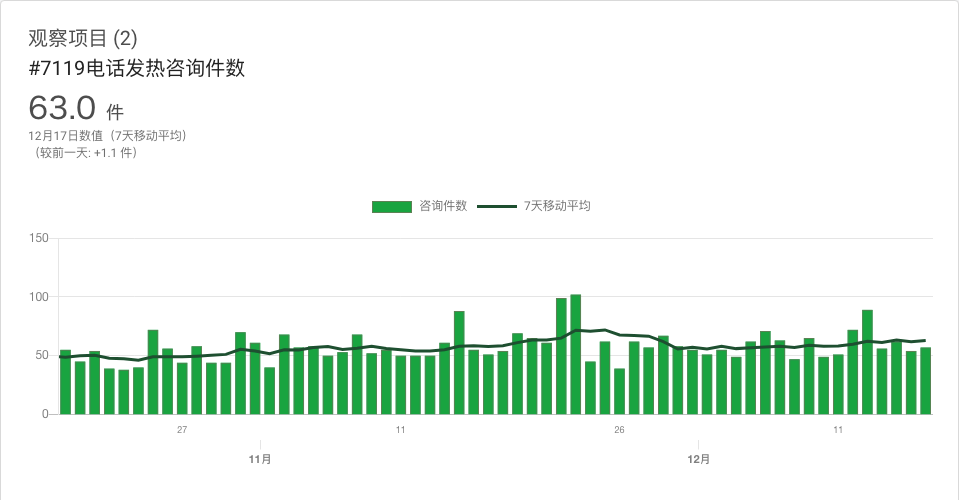 观察项目 (2)
#7119电话发热咨询件数
63.0 件
12月17日数值（7天移动平均）
（较前一天: +1.1 件）
咨询件数 7天移动平均
150
100
50
0
27 11 26 11
11月 12月